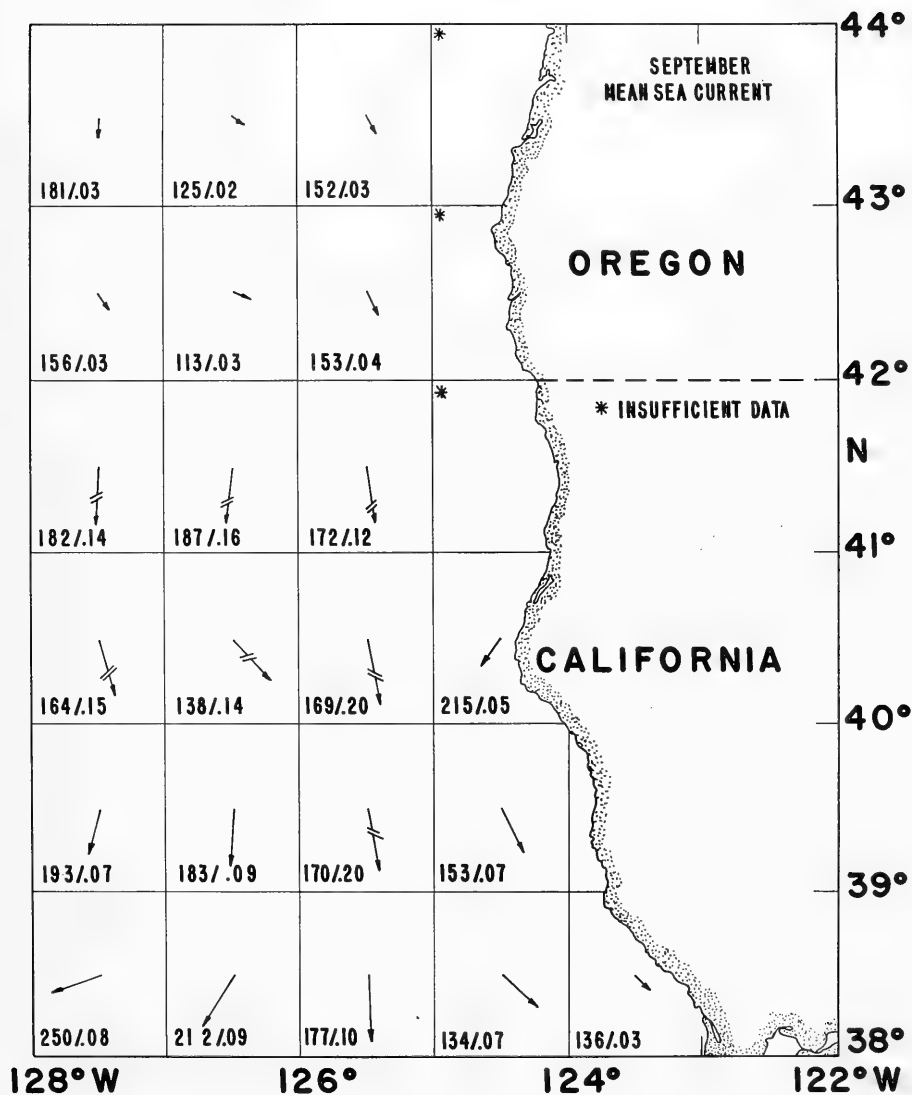 44°
*
SEPTEMBER
MEAN SEA CURRENT
181/.03 125/.02 152/.03
* 43°
OREGON
156/.03 113/.03 153/.04
42°
*
* INSUFFICIENT DATA
N
182/.14 187/.16 172/.12
41°
CALIFORNIA
164/.15 138/.14 169/.20 215/.05
40°
193/.07 183/.09 170/.20 153/.07
39°
250/.08 212/.09 177/.10 134/.07 136/.03
38°
128°W 126° 124° 122°W